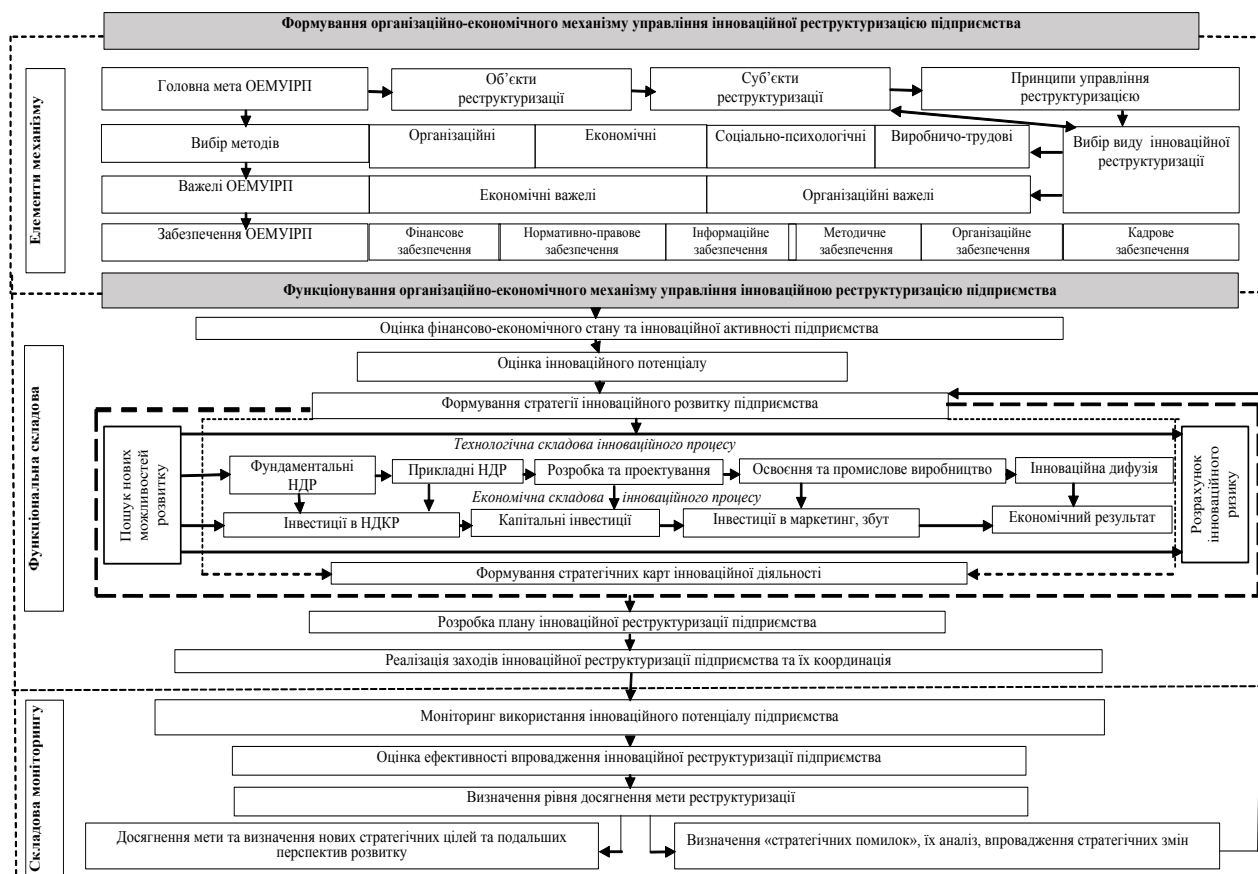 Формування організаційно-економічного механізму управління інноваційної реструктуризацією підприємства
Елементи механізму
Головна мета ОЕМУІРП
Об’єкти
реструктуризації
Суб’єкти
реструктуризації
Принципи управління
реструктуризацією
Вибір методів
Організаційні
Економічні
Соціально-психологічні
Виробничо-трудові
Вибір виду інноваційної
реструктуризації
Важелі ОЕМУІРП
Економічні важелі
Організаційні важелі
Забезпечення ОЕМУІРП
Фінансове
забезпечення
Нормативно-правове
забезпечення
Інформаційне
забезпечення
Методичне
забезпечення
Організаційне
забезпечення
Кадрове
забезпечення
Функціонування організаційно-економічного механізму управління інноваційною реструктуризацією підприємства
Функціональна складова
Оцінка фінансово-економічного стану та інноваційної активності підприємства
Оцінка інноваційного потенціалу
Формування стратегії інноваційного розвитку підприємства
Пошук нових
можливостей
розвитку
Технологічна складова інноваційного процесу
Фундаментальні
НДР
Прикладні НДР
Розробка та проектування
Освоєння та промислове виробництво
Інноваційна дифузія
Економічна складова інноваційного процесу
Інвестиції в НДКР
Капітальні інвестиції
Інвестиції в маркетинг, збут
Економічний результат
Розрахунок
інноваційного
ризику
Формування стратегічних карт інноваційної діяльності
Розробка плану інноваційної реструктуризації підприємства
Реалізація заходів інноваційної реструктуризації підприємства та їх координація
Складова моніторингу
Моніторинг використання інноваційного потенціалу підприємства
Оцінка ефективності впровадження інноваційної реструктуризації підприємства
Визначення рівня досягнення мети реструктуризації
Досягнення мети та визначення нових стратегічних цілей та подальших
перспектив розвитку
Визначення «стратегічних помилок», їх аналіз, впровадження стратегічних змін